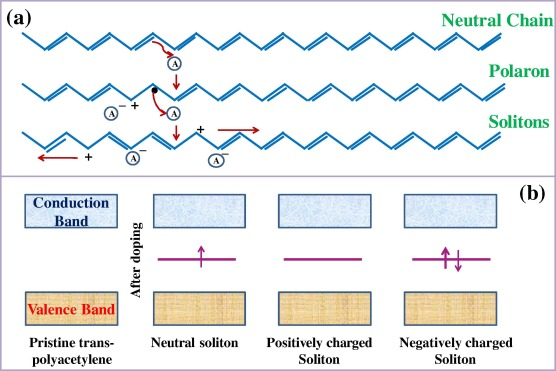 (a)
Neutral Chain
A
Polaron
A⁻ +
A
Solitons
+
+
A⁻
A⁻
(b)
Conduction
Band
After doping
Valence Band
Pristine trans-
polyacetylene
Neutral soliton
Positively charged
Soliton
Negatively charged
Soliton